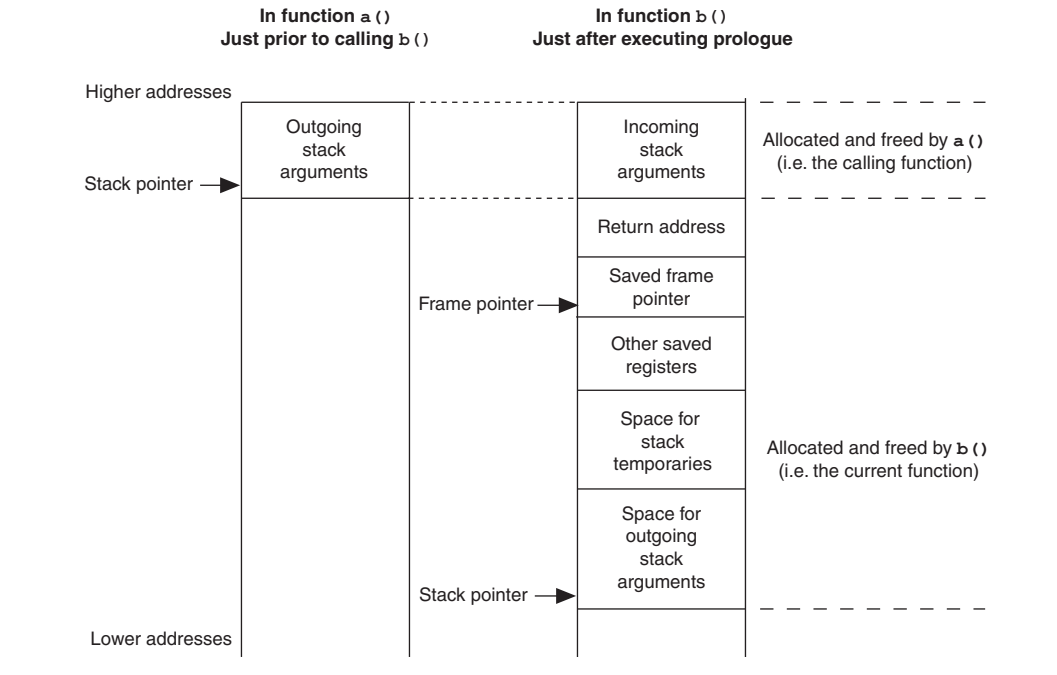 In function a()
Just prior to calling b()
In function b()
Just after executing prologue
Higher addresses
Outgoing
stack
arguments
Incoming
stack
arguments
Allocated and freed by a()
(i.e. the calling function)
Stack pointer
Return address
Saved frame
pointer
Frame pointer
Other saved
registers
Space for
stack
temporaries
Allocated and freed by b()
(i.e. the current function)
Space for
outgoing
stack
arguments
Stack pointer
Lower addresses